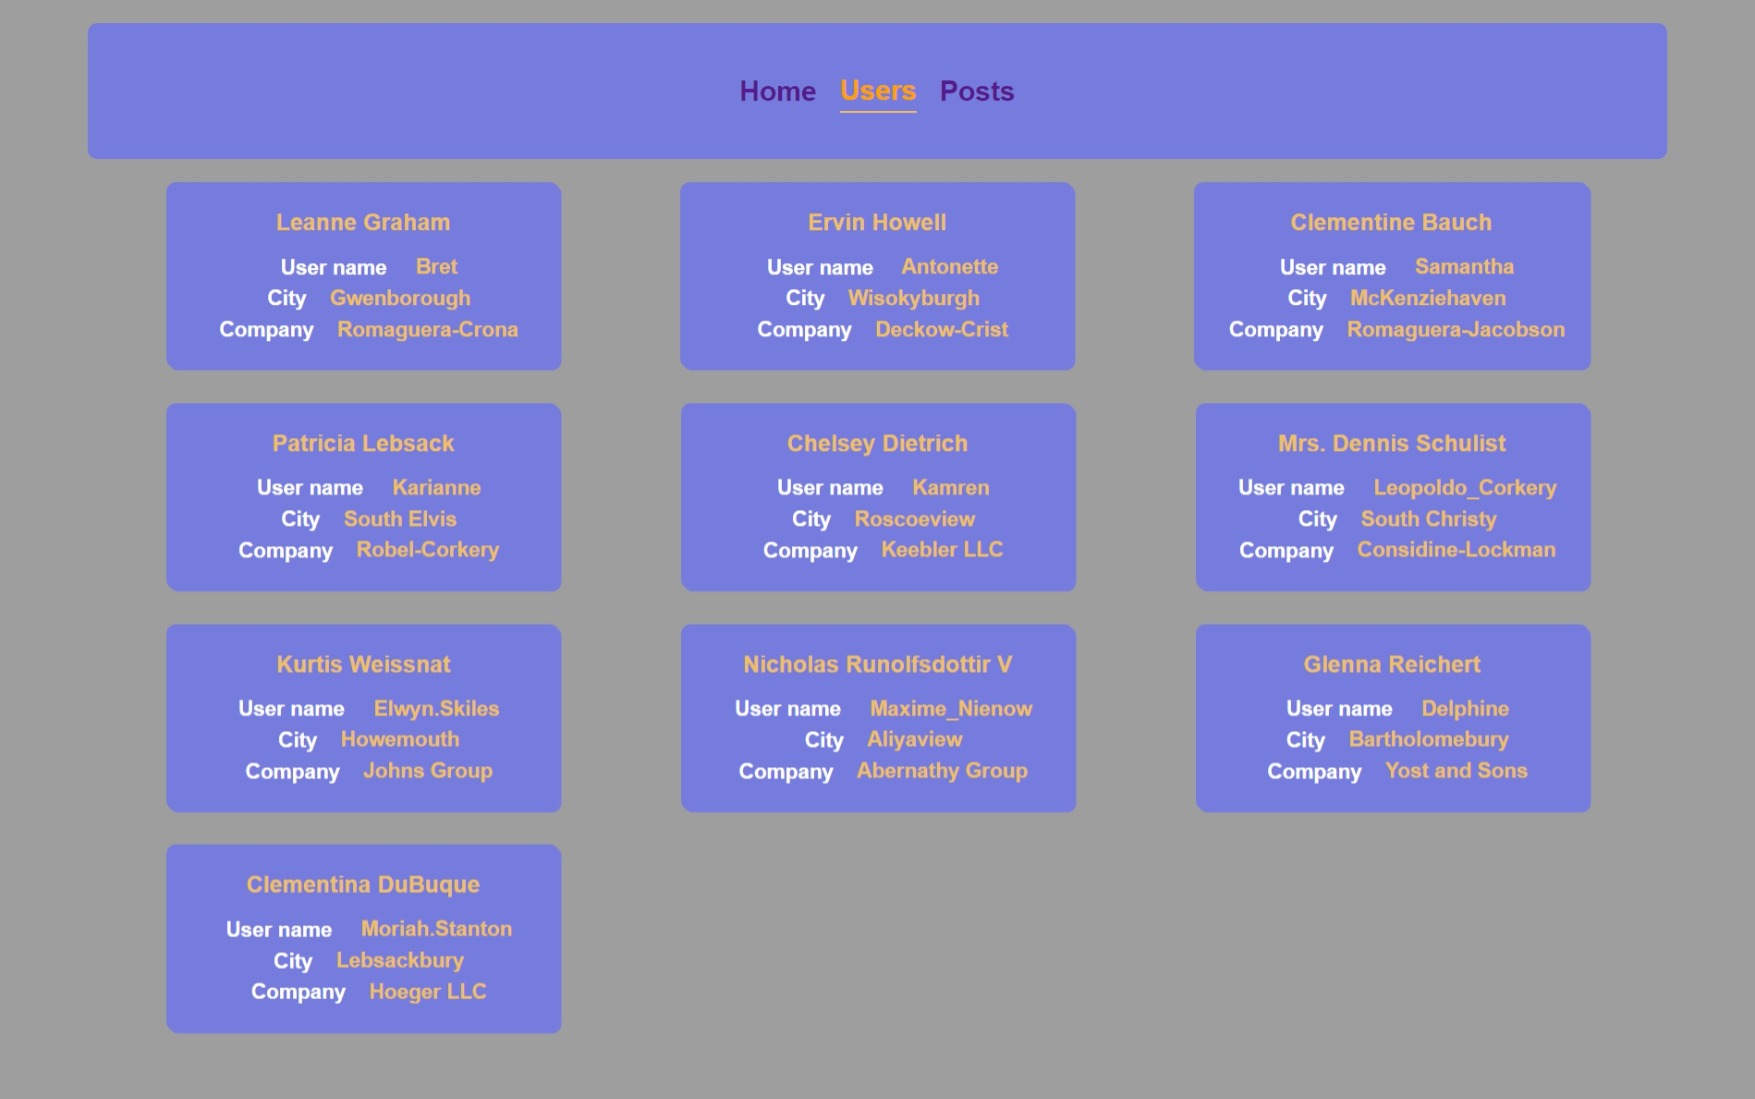 Home Users Posts
Leanne Graham
User name Bret
City Gwenborough
Company Romaguera-Crona
Ervin Howell
User name Antonette
City Wisokyburgh
Company Deckow-Crist
Clementine Bauch
User name Samantha
City McKenziehaven
Company Romaguera-Jacobson
Patricia Lebsack
User name Karianne
City South Elvis
Company Robel-Corkery
Chelsey Dietrich
User name Kamren
City Roscoeview
Company Keebler LLC
Mrs. Dennis Schulist
User name Leopoldo_Corkery
City South Christy
Company Considine-Lockman
Kurtis Weissnat
User name Elwyn.Skiles
City Howemouth
Company Johns Group
Nicholas Runolfsdottir V
User name Maxime_Nienow
City Aliyaview
Company Abernathy Group
Glenna Reichert
User name Delphine
City Bartholomebury
Company Yost and Sons
Clementina DuBuque
User name Moriah.Stanton
City Lebsackbury
Company Hoeger LLC